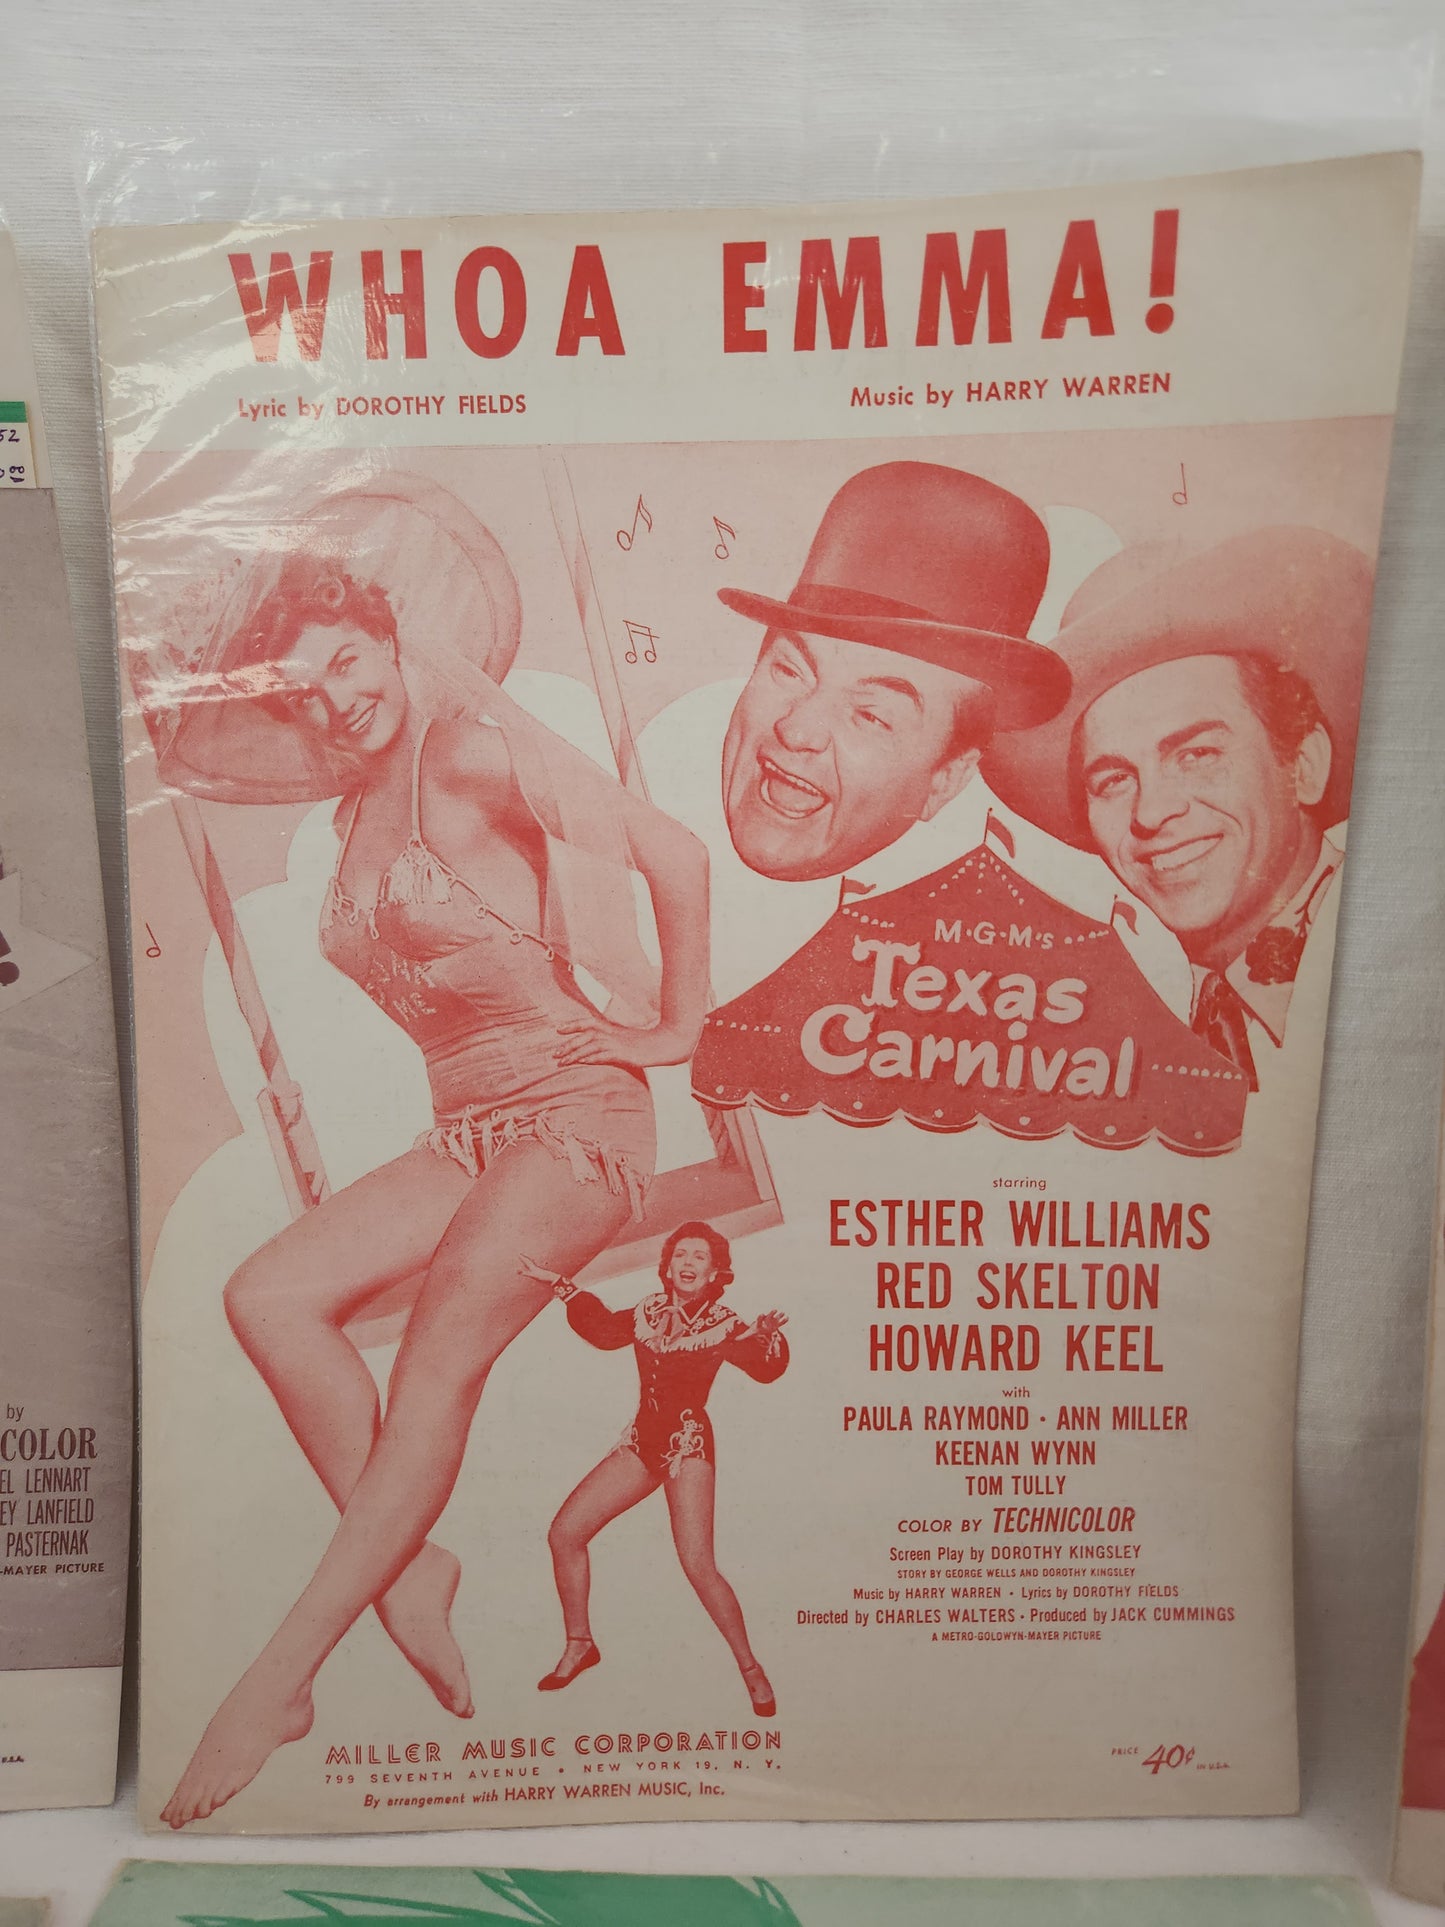 WHOA EMMA!
Lyric by DOROTHY FIELDS
Music by HARRY WARREN
M·G·M's
Texas
Carnival
starring
ESTHER WILLIAMS
RED SKELTON
HOWARD KEEL
with
PAULA RAYMOND · ANN MILLER
KEENAN WYNN
TOM TULLY
COLOR BY TECHNICOLOR
Screen Play by DOROTHY KINGSLEY
STORY BY GEORGE WELLS AND DOROTHY KINGSLEY
Music by HARRY WARREN · Lyrics by DOROTHY FIELDS
Directed by CHARLES WALTERS · Produced by JACK CUMMINGS
A METRO-GOLDWYN-MAYER PICTURE
MILLER MUSIC CORPORATION
799 SEVENTH AVENUE • NEW YORK 19, N. Y.
By arrangement with HARRY WARREN MUSIC, Inc.
PRICE 40¢ IN U.S.A.
52
by
COLOR
EL LENNART
EY LANFIELD
PASTERNAK
-MAYER PICTURE
U.S.A.